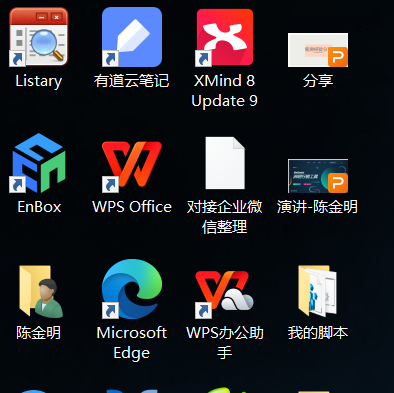 Listary
有道云笔记
XMind 8
Update 9
分享
EnBox
WPS Office
对接企业微
信整理
演讲-陈金明
陈金明
Microsoft
Edge
WPS办公助
手
我的脚本